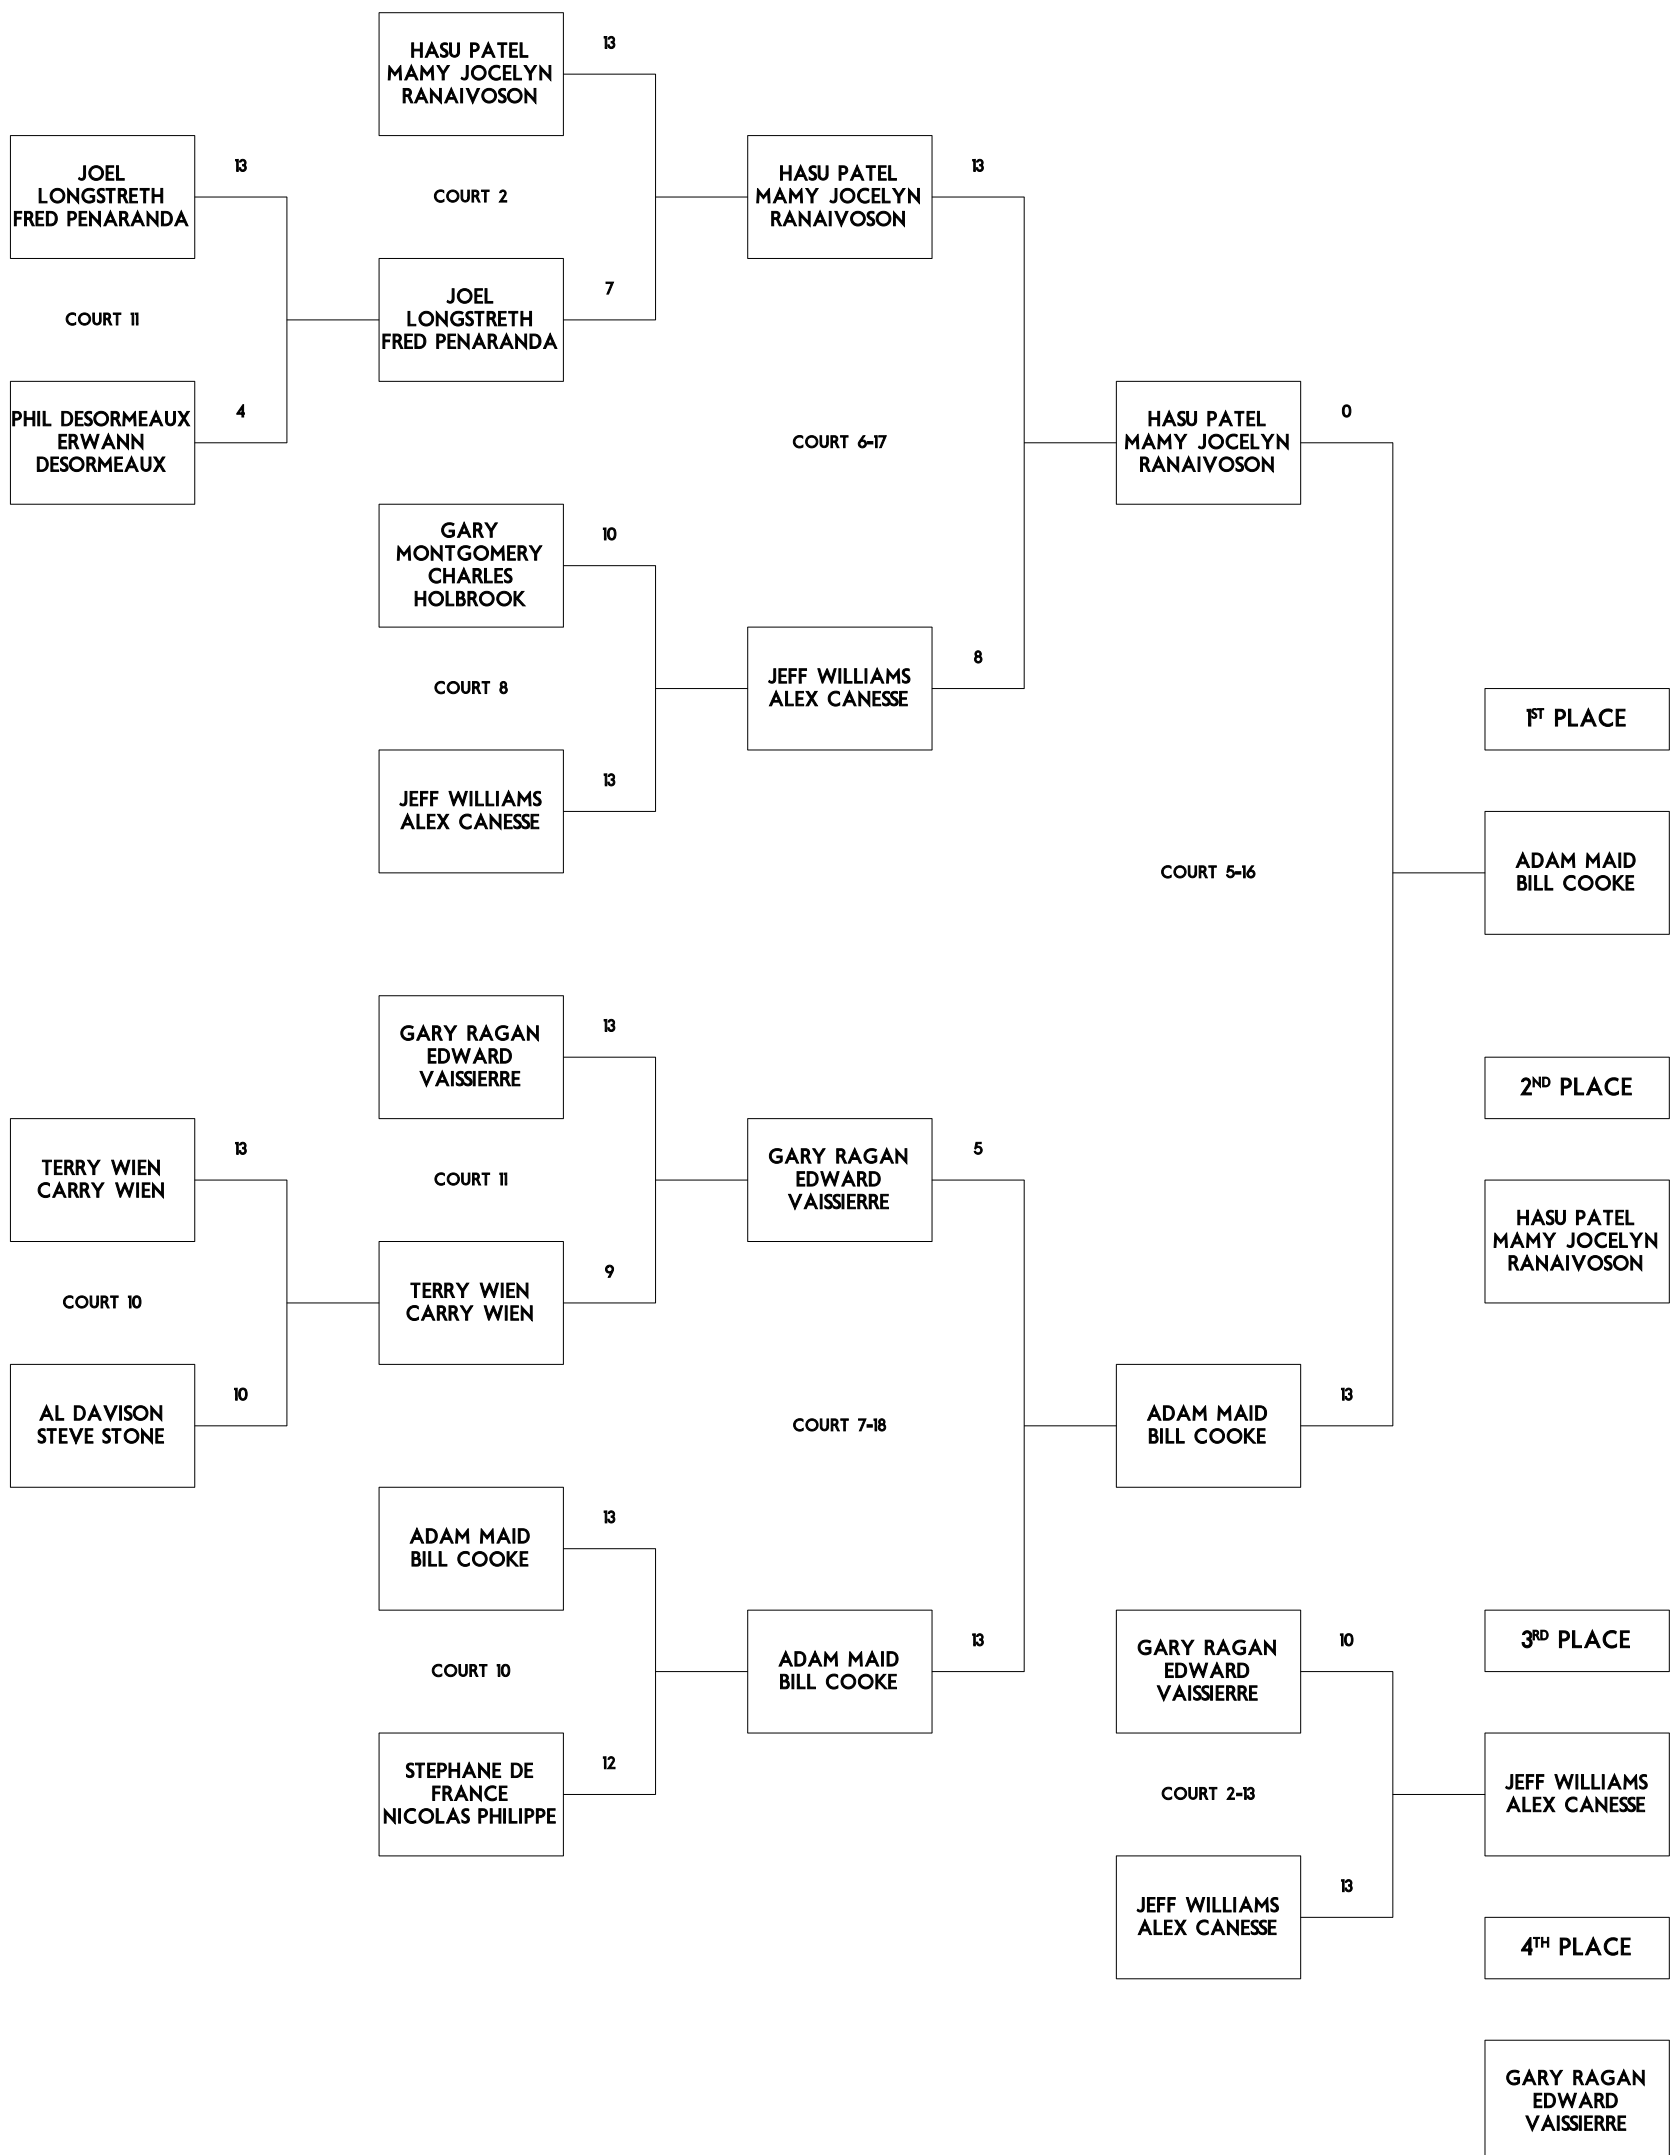 HASU PATEL
MAMY JOCELYN
RANAIVOSON
13
JOEL
LONGSTRETH
FRED PENARANDA
13
COURT 2
HASU PATEL
MAMY JOCELYN
RANAIVOSON
13
COURT 11
JOEL
LONGSTRETH
FRED PENARANDA
7
PHIL DESORMEAUX
ERWANN
DESORMEAUX
4
COURT 6-17
HASU PATEL
MAMY JOCELYN
RANAIVOSON
0
GARY
MONTGOMERY
CHARLES
HOLBROOK
10
COURT 8
JEFF WILLIAMS
ALEX CANESSE
8
1ST PLACE
JEFF WILLIAMS
ALEX CANESSE
13
COURT 5-16
ADAM MAID
BILL COOKE
GARY RAGAN
EDWARD
VAISSIERRE
13
2ND PLACE
TERRY WIEN
CARRY WIEN
13
COURT 11
GARY RAGAN
EDWARD
VAISSIERRE
5
HASU PATEL
MAMY JOCELYN
RANAIVOSON
COURT 10
TERRY WIEN
CARRY WIEN
9
AL DAVISON
STEVE STONE
10
COURT 7-18
ADAM MAID
BILL COOKE
13
ADAM MAID
BILL COOKE
13
COURT 10
ADAM MAID
BILL COOKE
13
GARY RAGAN
EDWARD
VAISSIERRE
10
3RD PLACE
STEPHANE DE
FRANCE
NICOLAS PHILIPPE
12
COURT 2-13
JEFF WILLIAMS
ALEX CANESSE
JEFF WILLIAMS
ALEX CANESSE
13
4TH PLACE
GARY RAGAN
EDWARD
VAISSIERRE